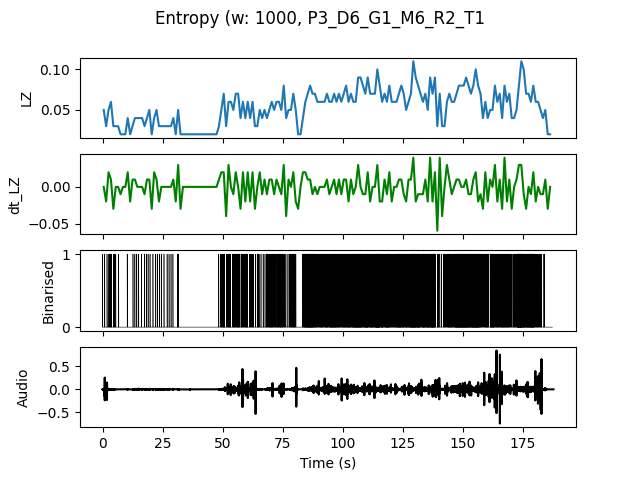 Entropy (w: 1000, P3_D6_G1_M6_R2_T1
0.10
0.05
LZ
0.00
−0.05
dt_LZ
1
0
Binarised
0.5
0.0
−0.5
Audio
0 25 50 75 100 125 150 175
Time (s)